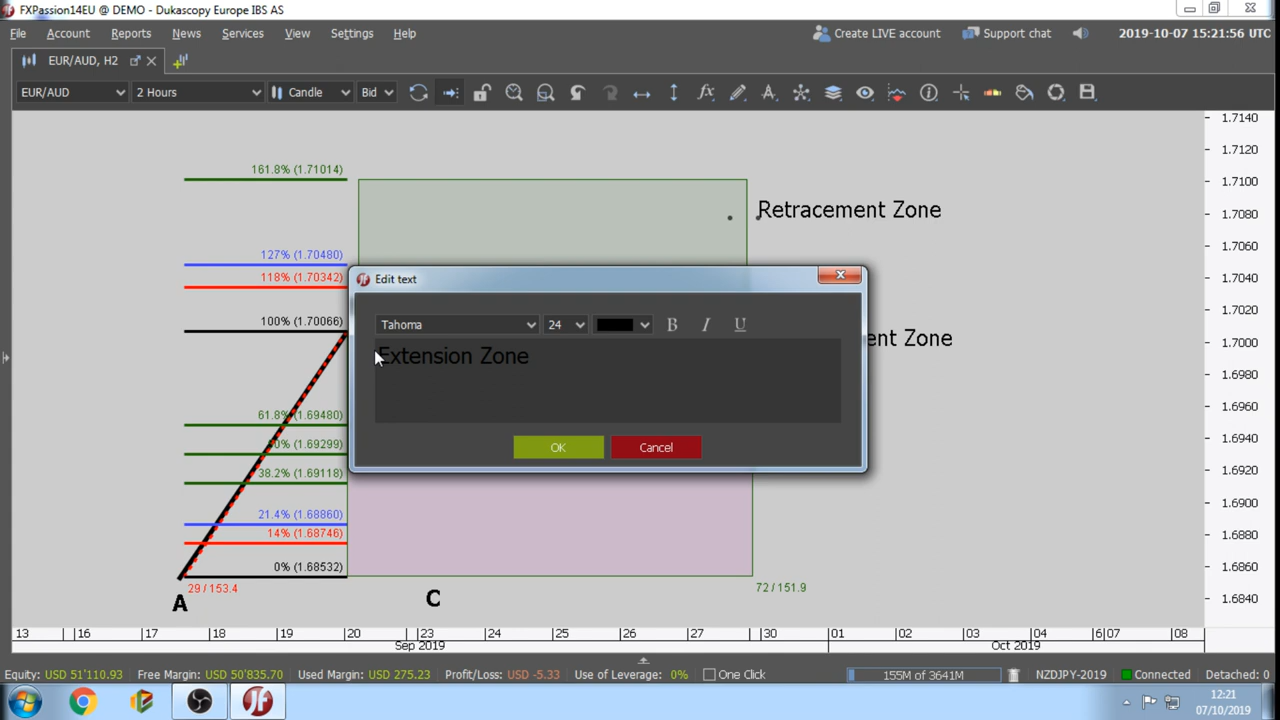 FXPassion14EU @ DEMO - Dukascopy Europe IBS AS
File Account Reports News Services View Settings Help Create LIVE account Support chat 2019-10-07 15:21:56 UTC
EUR/AUD, H2
EUR/AUD 2 Hours Candle Bid
1.7140
1.7120
161.8% (1.71014)
1.7100
Retracement Zone
1.7080
127% (1.70480)
1.7060
118% (1.70342)
Edit text
1.7040
100% (1.70066)
Tahoma 24 B I U
1.7020
ent Zone
1.7000
Extension Zone
1.6980
1.6960
61.8% (1.69480)
0% (1.69299)
OK Cancel
1.6940
38.2% (1.69118)
1.6920
1.6900
21.4% (1.68860)
14% (1.68746)
1.6880
0% (1.68532)
1.6860
29 / 153.4
72 / 151.9
A
C
1.6840
13 16 17 18 19 20 23 24 25 26 27 30 01 02 03 04 6|07 08
Sep 2019 Oct 2019
Equity: USD 51'110.93 Free Margin: USD 50'835.70 Used Margin: USD 275.23 Profit/Loss: USD -5.33 Use of Leverage: 0% One Click 155M of 3641M NZDJPY-2019 Connected Detached: 0
12:21
07/10/2019